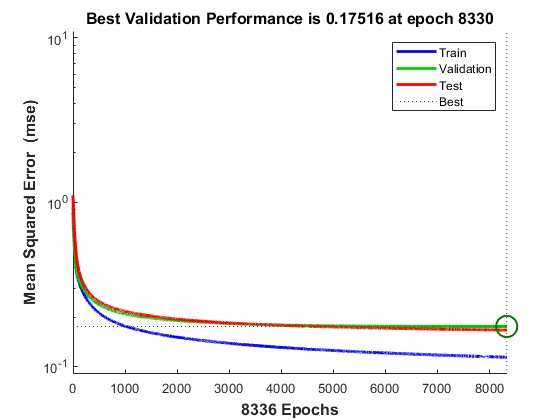 Best Validation Performance is 0.17516 at epoch 8330
10^1
Train
Validation
Test
Best
Mean Squared Error (mse)
10^0
10^-1
0 1000 2000 3000 4000 5000 6000 7000 8000
8336 Epochs